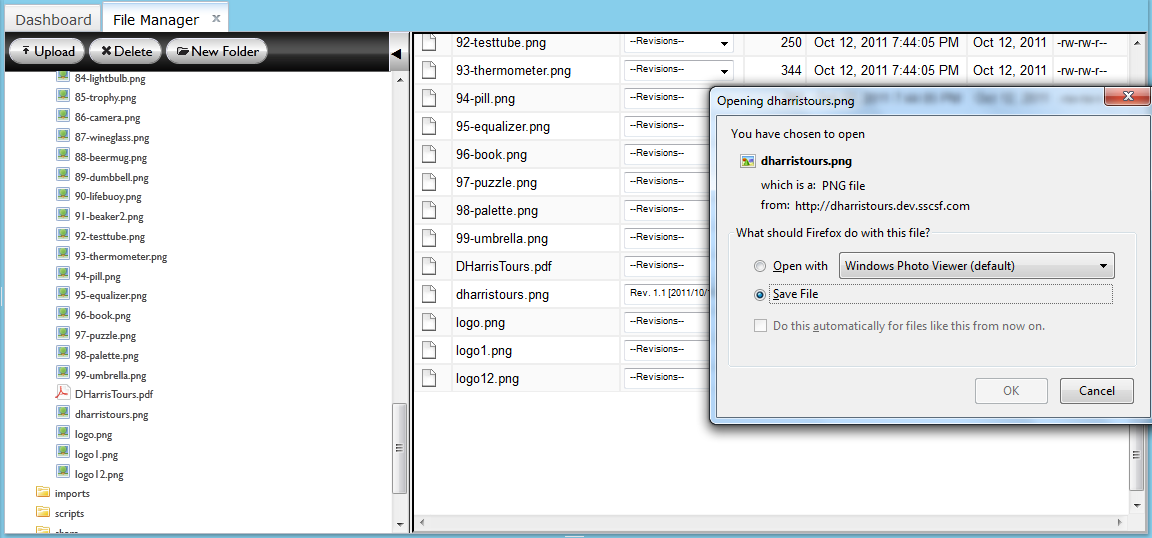 Dashboard
File Manager
Upload
Delete
New Folder
84-lightbulb.png
85-trophy.png
86-camera.png
87-wineglass.png
88-beermug.png
89-dumbbell.png
90-lifebuoy.png
91-beaker2.png
92-testtube.png
93-thermometer.png
94-pill.png
95-equalizer.png
96-book.png
97-puzzle.png
98-palette.png
99-umbrella.png
DHarrisTours.pdf
dharristours.png
logo.png
logo1.png
logo12.png
imports
scripts
92-testtube.png --Revisions-- 250 Oct 12, 2011 7:44:05 PM Oct 12, 2011 -rw-rw-r--
93-thermometer.png --Revisions-- 344 Oct 12, 2011 7:44:05 PM Oct 12, 2011 -rw-rw-r--
94-pill.png --Revisions--
95-equalizer.png --Revisions--
96-book.png --Revisions--
97-puzzle.png --Revisions--
98-palette.png --Revisions--
99-umbrella.png --Revisions--
DHarrisTours.pdf --Revisions--
dharristours.png Rev. 1.1 [2011/10/
logo.png --Revisions--
logo1.png --Revisions--
logo12.png --Revisions--
Opening dharristours.png
You have chosen to open
dharristours.png
which is a: PNG file
from: http://dharristours.dev.sscsf.com
What should Firefox do with this file?
Open with Windows Photo Viewer (default)
Save File
Do this automatically for files like this from now on.
OK
Cancel